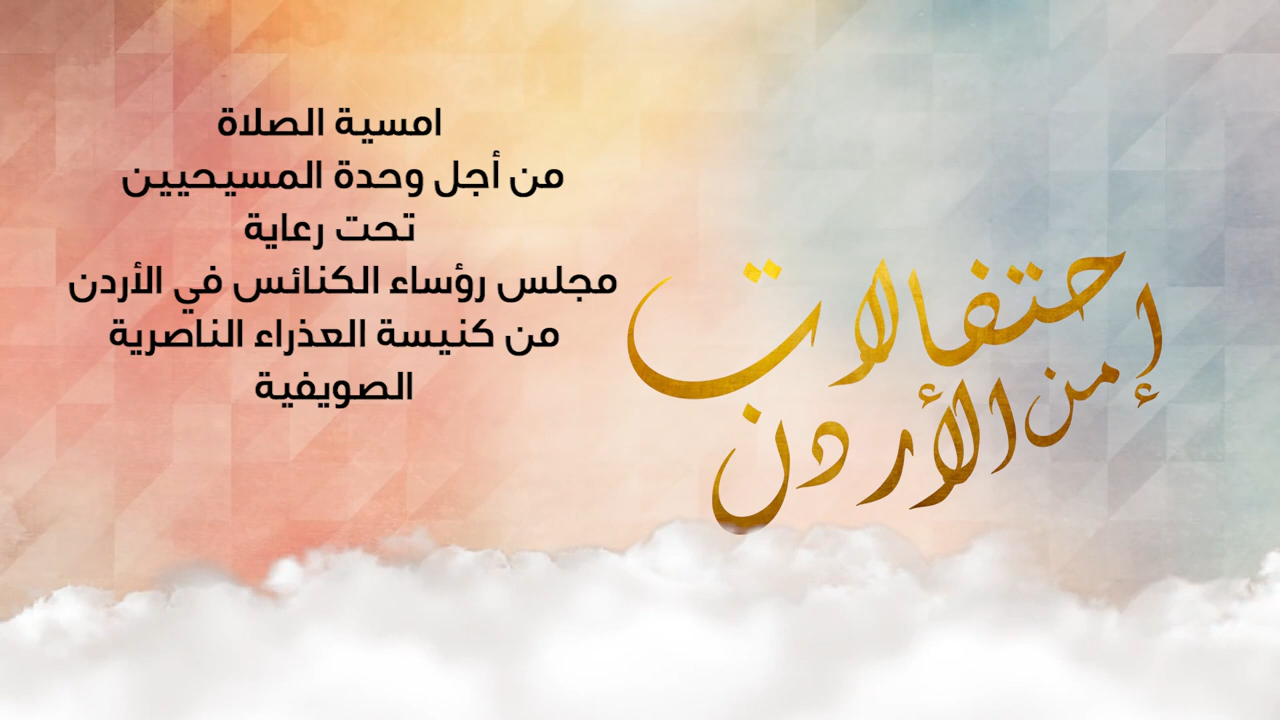 امسية الصلاة
من أجل وحدة المسيحيين
تحت رعاية
مجلس رؤساء الكنائس في الأردن
من كنيسة العذراء الناصرية
الصويفية
إحتفالات
من الأردن